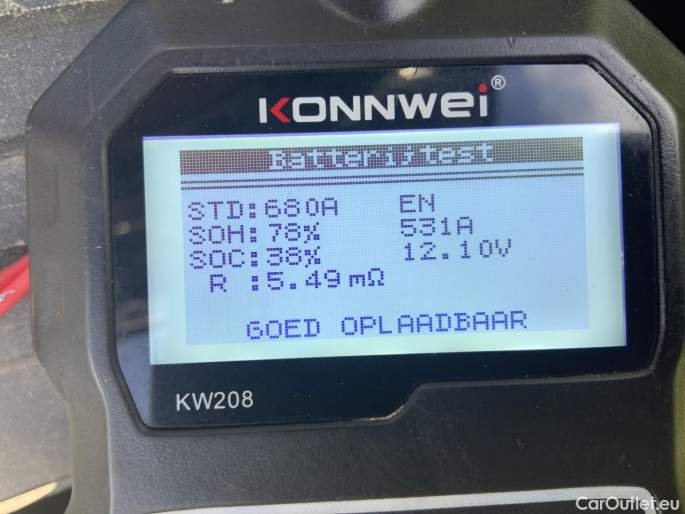 KONNWEI®
Batterijtest
STD:680A EN
SOH:78% 531A
SOC:38% 12.10V
R :5.49mΩ
GOED OPLAADBAAR
KW208
CarOutlet.eu